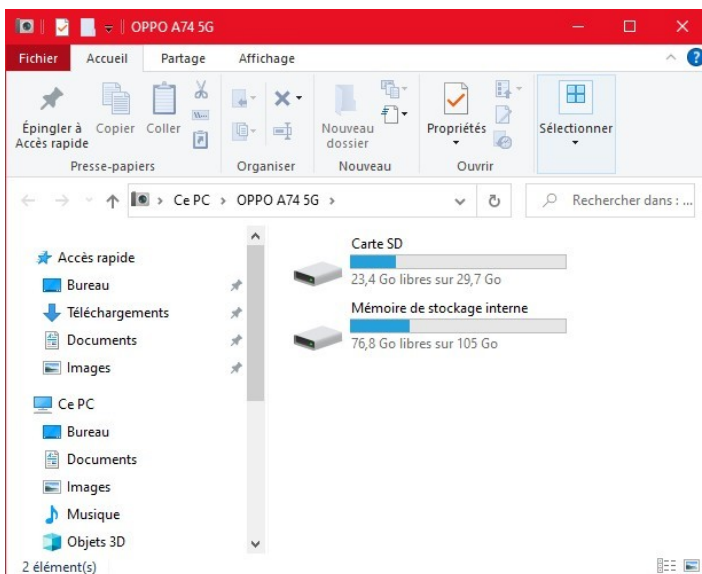 OPPO A74 5G
Fichier Accueil Partage Affichage
Épingler à
Accès rapide
Copier
Coller
Presse-papiers
Organiser
Nouveau
dossier
Nouveau
Propriétés
Ouvrir
Sélectionner
Ce PC > OPPO A74 5G >
Rechercher dans : ...
Accès rapide
Bureau
Téléchargements
Documents
Images
Ce PC
Bureau
Documents
Images
Musique
Objets 3D
Carte SD
23,4 Go libres sur 29,7 Go
Mémoire de stockage interne
76,8 Go libres sur 105 Go
2 élément(s)